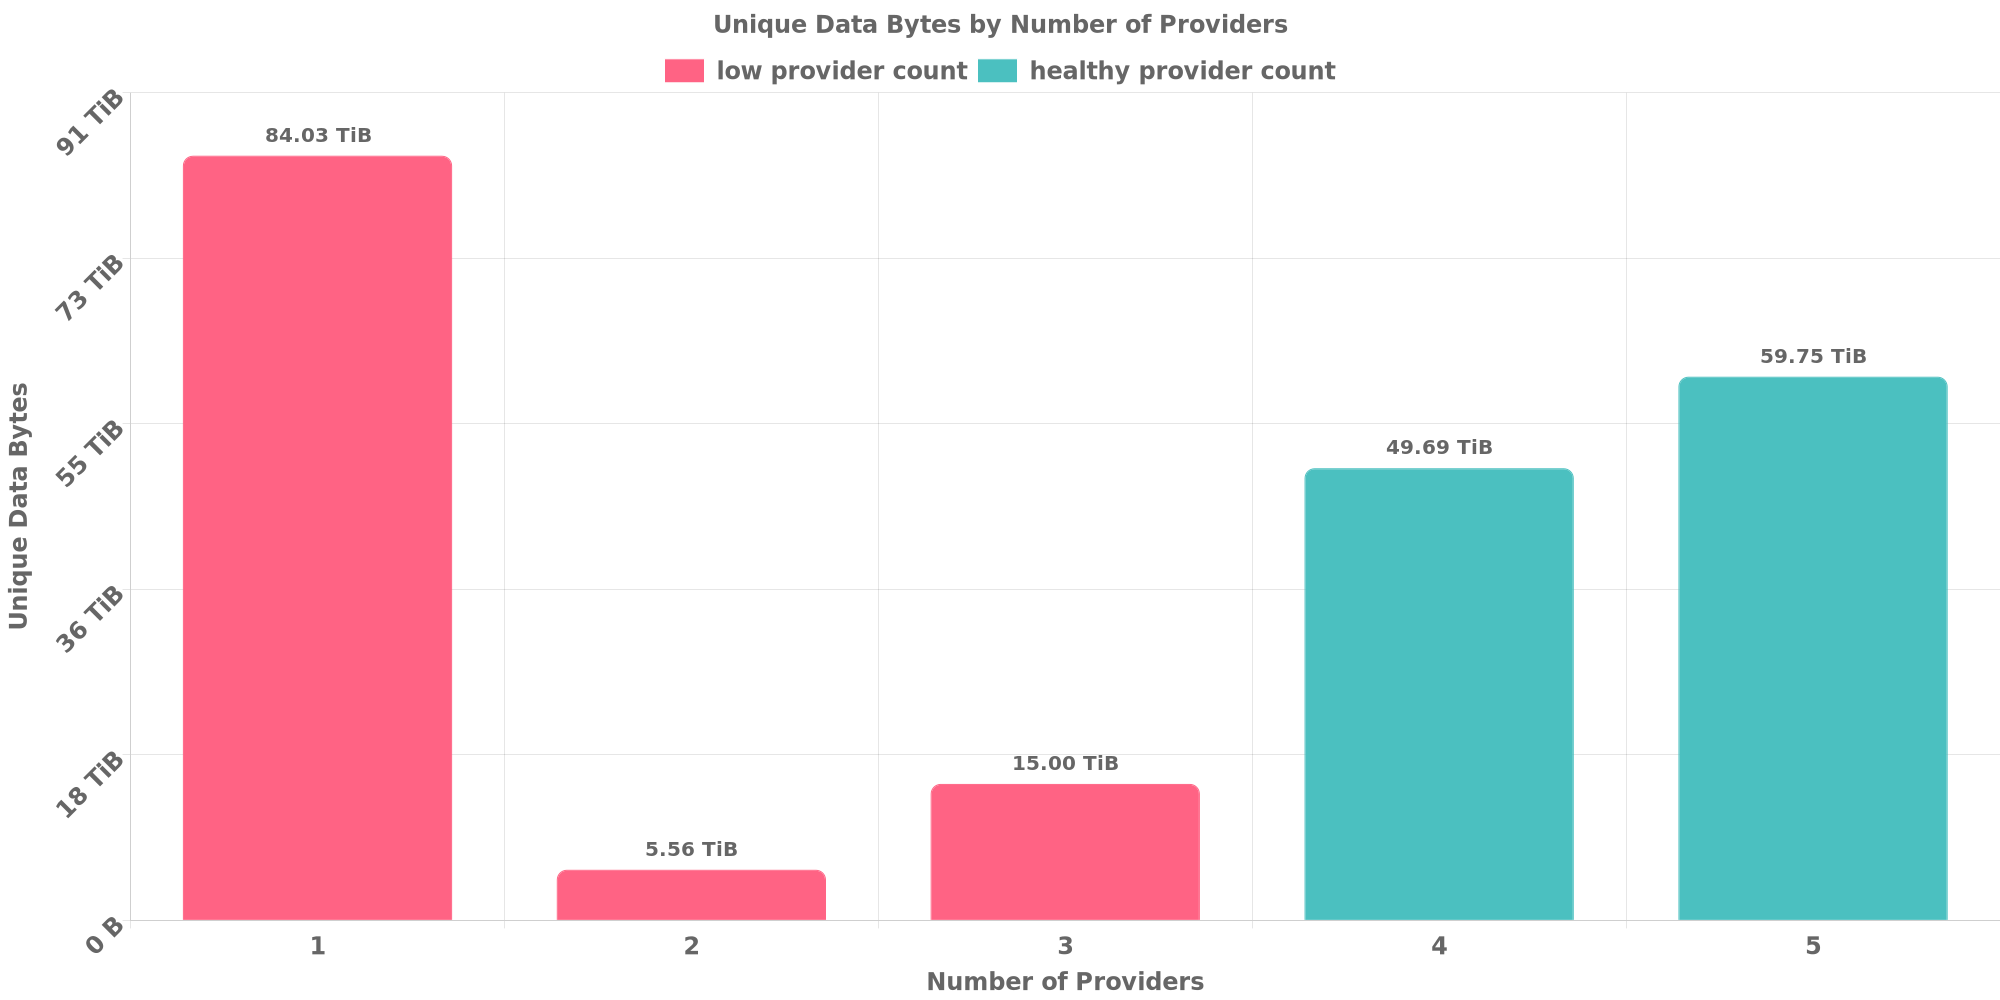 Unique Data Bytes by Number of Providers
low provider count healthy provider count
91 TiB
73 TiB
55 TiB
36 TiB
18 TiB
0 B
Unique Data Bytes
84.03 TiB
5.56 TiB
15.00 TiB
49.69 TiB
59.75 TiB
1 2 3 4 5
Number of Providers